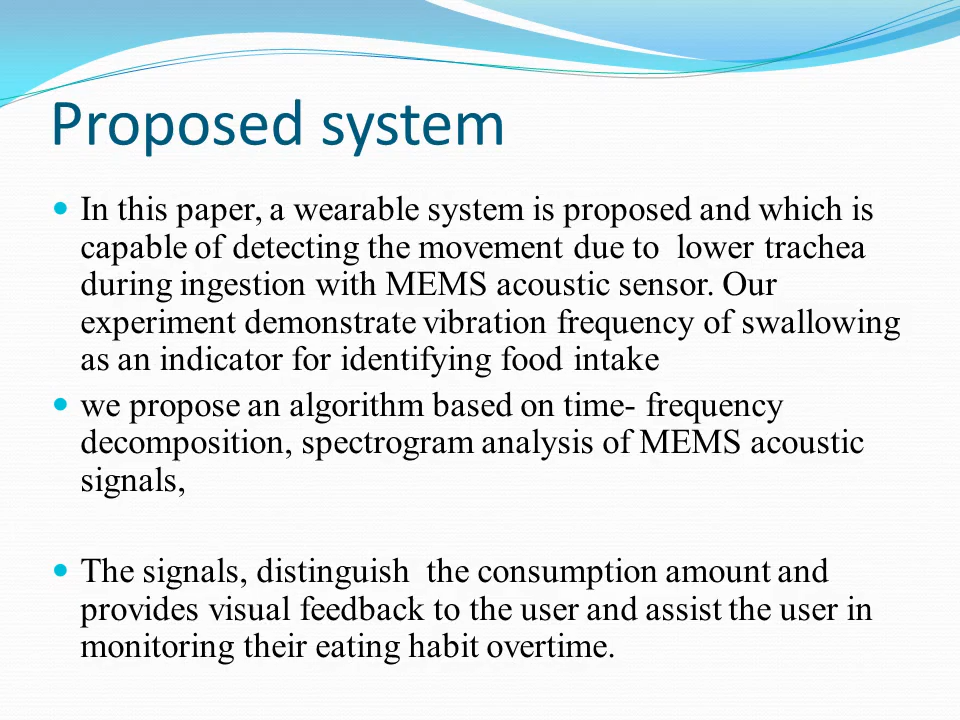 Proposed system
In this paper, a wearable system is proposed and which is
capable of detecting the movement due to  lower trachea
during ingestion with MEMS acoustic sensor. Our
experiment demonstrate vibration frequency of swallowing
as an indicator for identifying food intake
we propose an algorithm based on time- frequency
decomposition, spectrogram analysis of MEMS acoustic
signals,
The signals, distinguish  the consumption amount and
provides visual feedback to the user and assist the user in
monitoring their eating habit overtime.